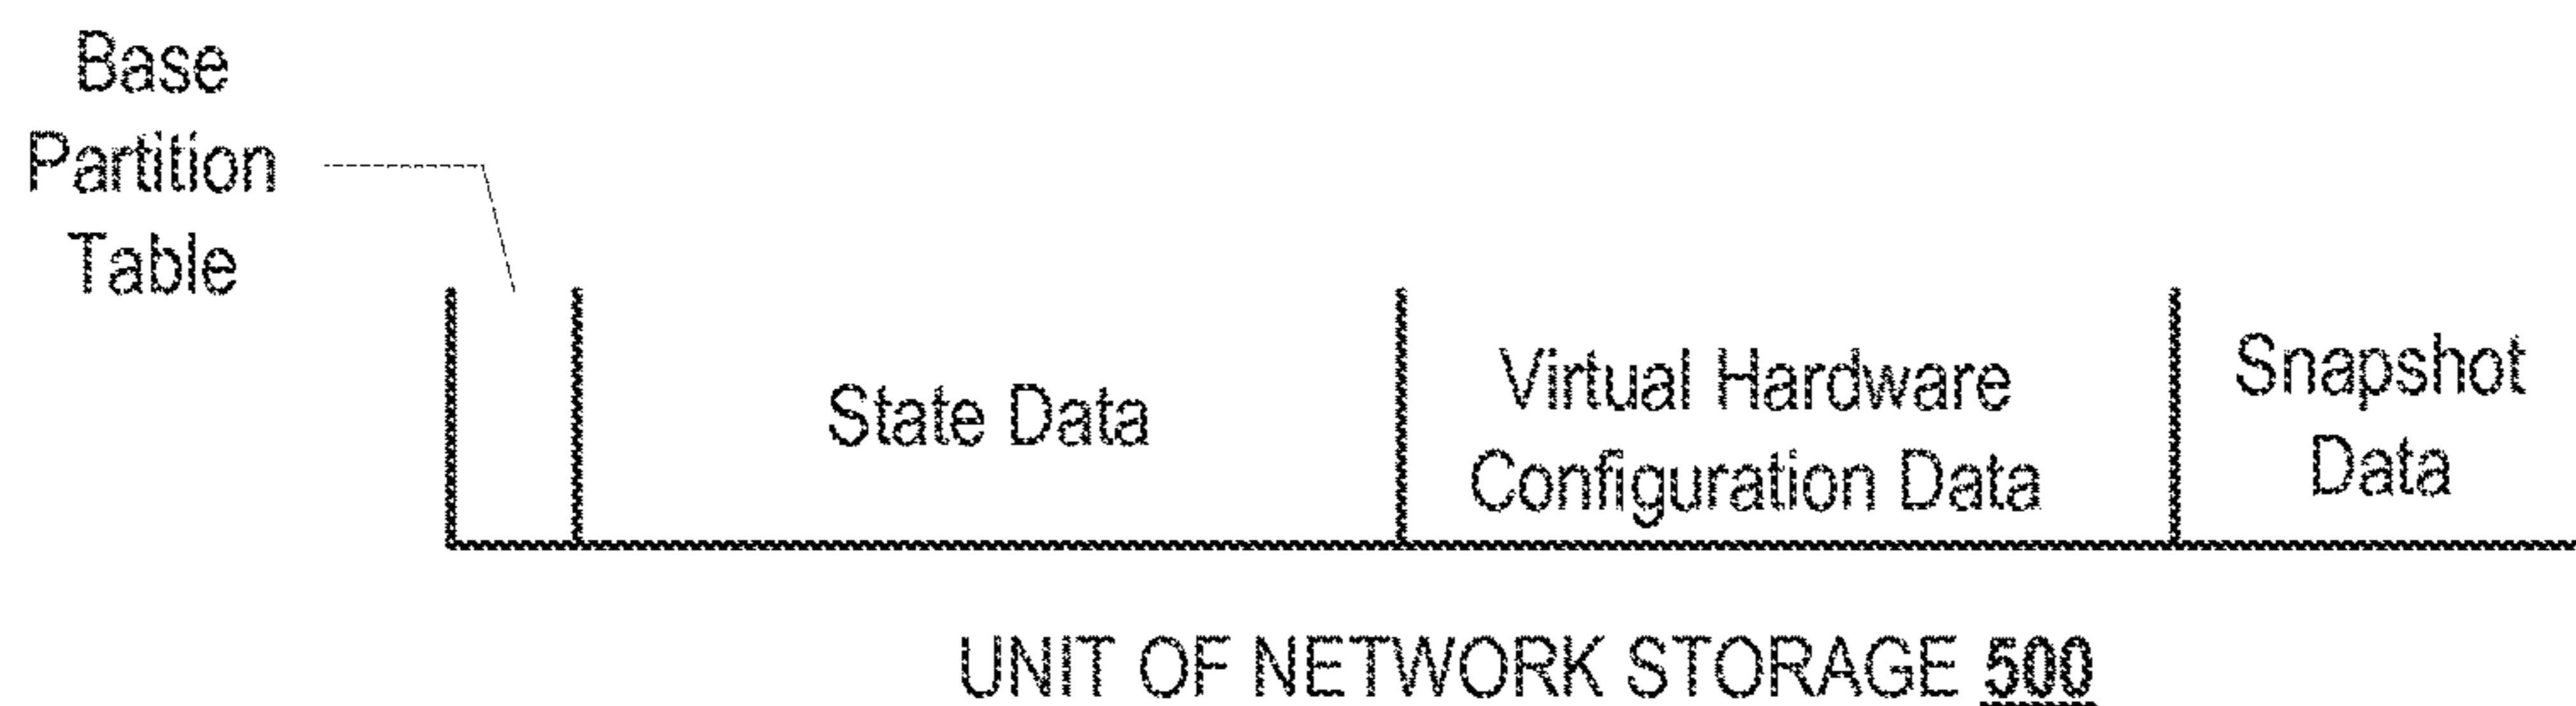 Base
Partition
Table
State Data
Virtual Hardware
Configuration Data
Snapshot
Data
UNIT OF NETWORK STORAGE 500